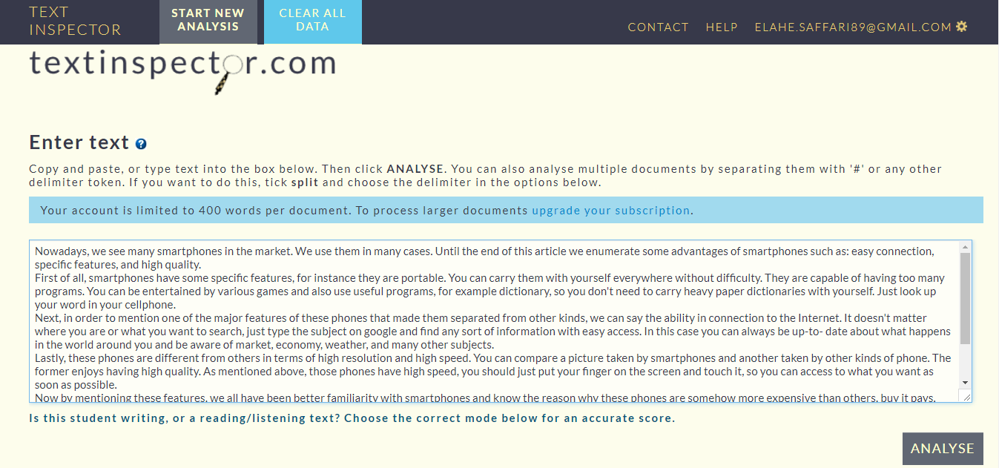 TEXT
INSPECTOR
START NEW
ANALYSIS
CLEAR ALL
DATA
CONTACT HELP ELAHE.SAFFARI89@GMAIL.COM
textinspector.com
Enter text ?
Copy and paste, or type text into the box below. Then click ANALYSE. You can also analyse multiple documents by separating them with '#' or any other
delimiter token. If you want to do this, tick split and choose the delimiter in the options below.
Your account is limited to 400 words per document. To process larger documents upgrade your subscription.
Nowadays, we see many smartphones in the market. We use them in many cases. Until the end of this article we enumerate some advantages of smartphones such as: easy connection,
specific features, and high quality.
First of all, smartphones have some specific features, for instance they are portable. You can carry them with yourself everywhere without difficulty. They are capable of having too many
programs. You can be entertained by various games and also use useful programs, for example dictionary, so you don't need to carry heavy paper dictionaries with yourself. Just look up
your word in your cellphone.
Next, in order to mention one of the major features of these phones that made them separated from other kinds, we can say the ability in connection to the Internet. It doesn't matter
where you are or what you want to search, just type the subject on google and find any sort of information with easy access. In this case you can always be up-to- date about what happens
in the world around you and be aware of market, economy, weather, and many other subjects.
Lastly, these phones are different from others in terms of high resolution and high speed. You can compare a picture taken by smartphones and another taken by other kinds of phone. The
former enjoys having high quality. As mentioned above, those phones have high speed, you should just put your finger on the screen and touch it, so you can access to what you want as
soon as possible.
Now by mentioning these features, we all have been better familiarity with smartphones and know the reason why these phones are somehow more expensive than others, buy it pays.
Is this student writing, or a reading/listening text? Choose the correct mode below for an accurate score.
ANALYSE